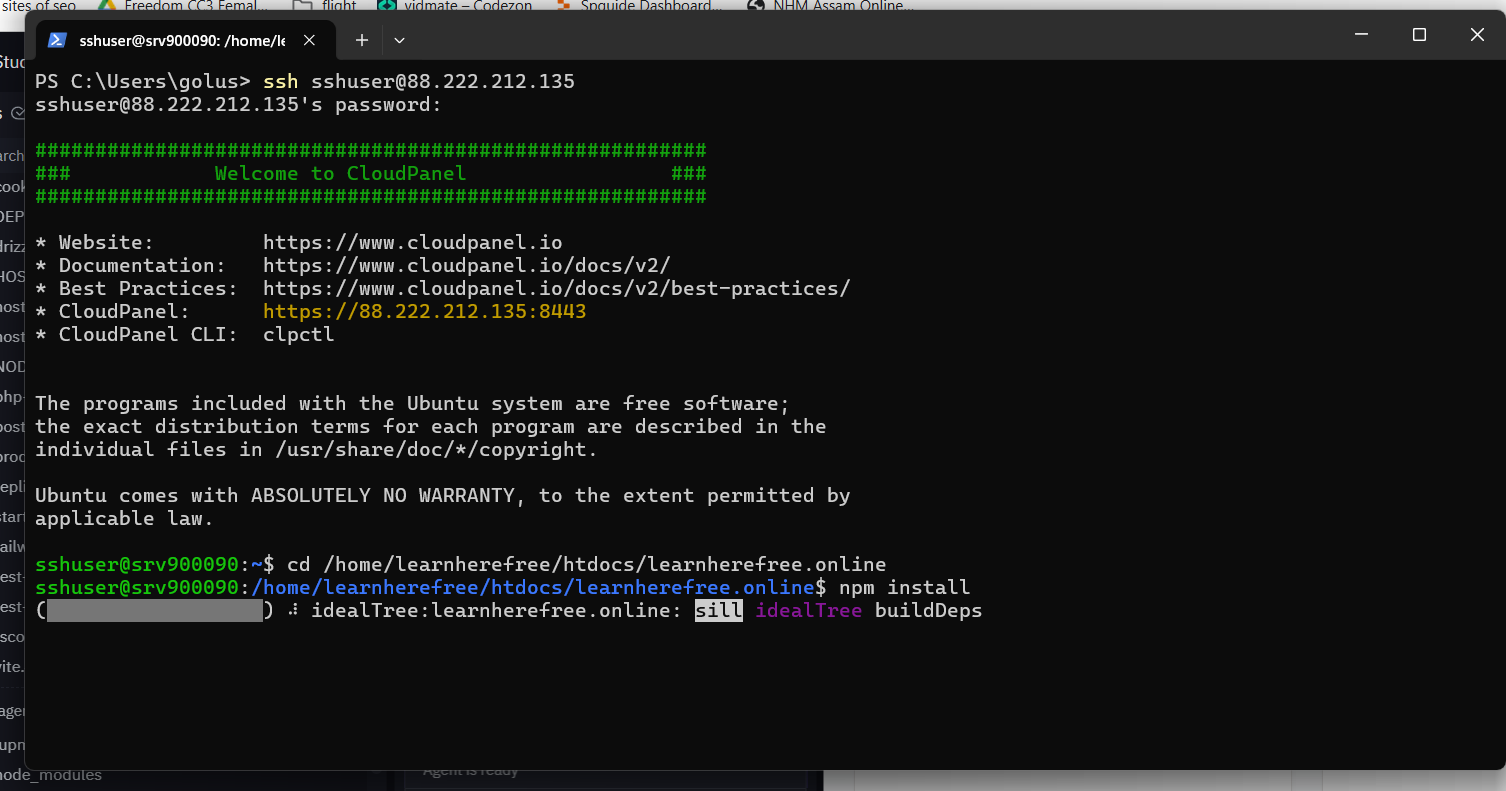 sites of seo Freedom CC3 Femal... flight vidmate – Codezon Spguide Dashboard... NHM Assam Online...
sshuser@srv900090: /home/le
PS C:\Users\golus> ssh sshuser@88.222.212.135
sshuser@88.222.212.135's password:
########################################################
### Welcome to CloudPanel ###
########################################################
* Website: https://www.cloudpanel.io
* Documentation: https://www.cloudpanel.io/docs/v2/
* Best Practices: https://www.cloudpanel.io/docs/v2/best-practices/
* CloudPanel: https://88.222.212.135:8443
* CloudPanel CLI: clpctl
The programs included with the Ubuntu system are free software;
the exact distribution terms for each program are described in the
individual files in /usr/share/doc/*/copyright.
Ubuntu comes with ABSOLUTELY NO WARRANTY, to the extent permitted by
applicable law.
sshuser@srv900090:~$ cd /home/learnherefree/htdocs/learnherefree.online
sshuser@srv900090:/home/learnherefree/htdocs/learnherefree.online$ npm install
( ) ⠼ idealTree:learnherefree.online: sill idealTree buildDeps
node_modules
Agent is ready